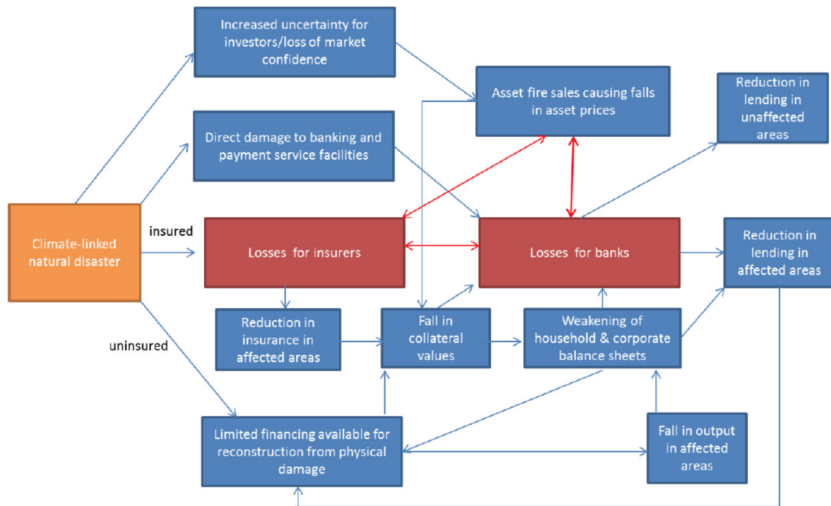 Increased uncertainty for
investors/loss of market
confidence
Asset fire sales causing falls
in asset prices
Reduction in
lending in
unaffected
areas
Direct damage to banking and
payment service facilities
Climate-linked
natural disaster
insured
Losses for insurers
Losses for banks
Reduction in
lending in
affected areas
uninsured
Reduction in
insurance in
affected areas
Fall in
collateral
values
Weakening of
household & corporate
balance sheets
Limited financing available for
reconstruction from physical
damage
Fall in output
in affected
areas